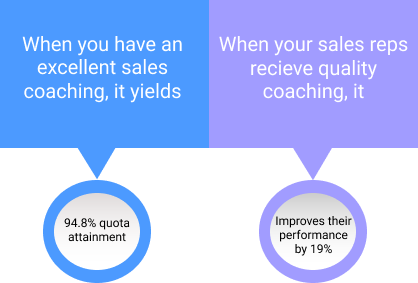 When you have an
excellent sales
coaching, it yields
94.8% quota
attainment
When your sales reps
recieve quality
coaching, it
Improves their
performance
by 19%